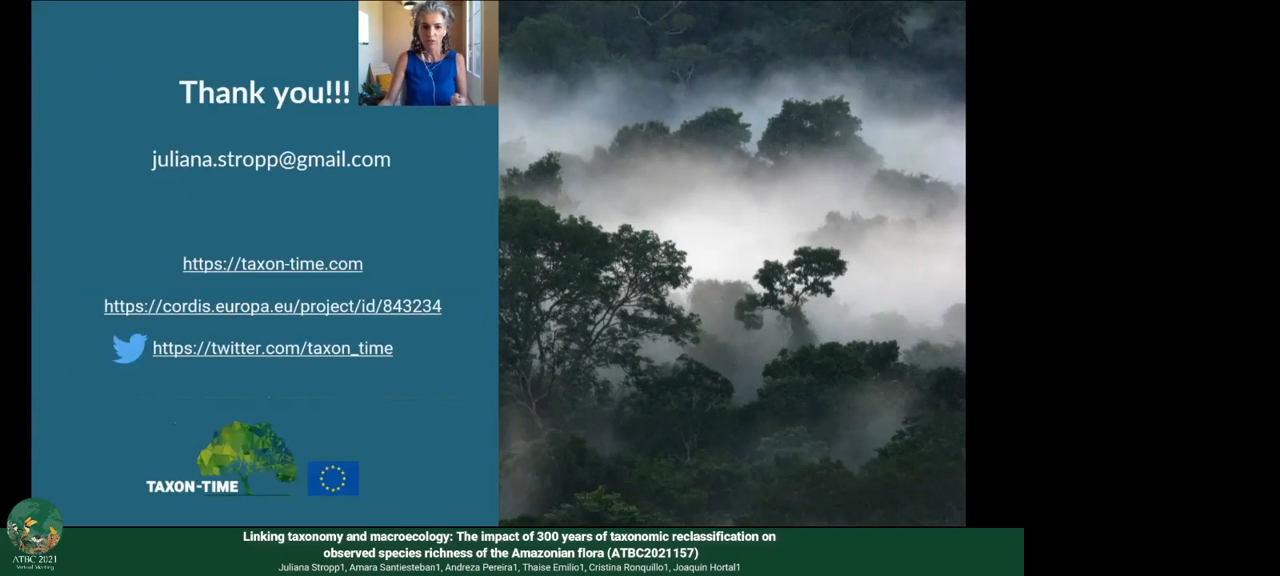 Thank you!!!
juliana.stropp@gmail.com
https://taxon-time.com
https://cordis.europa.eu/project/id/843234
https://twitter.com/taxon_time
TAXON-TIME
ATBC 2021
Virtual Meeting
Linking taxonomy and macroecology: The impact of 300 years of taxonomic reclassification on
observed species richness of the Amazonian flora (ATBC2021157)
Juliana Stropp1, Amara Santiesteban1, Andreza Pereira1, Thaise Emilio1, Cristina Ronquillo1, Joaquín Hortal1